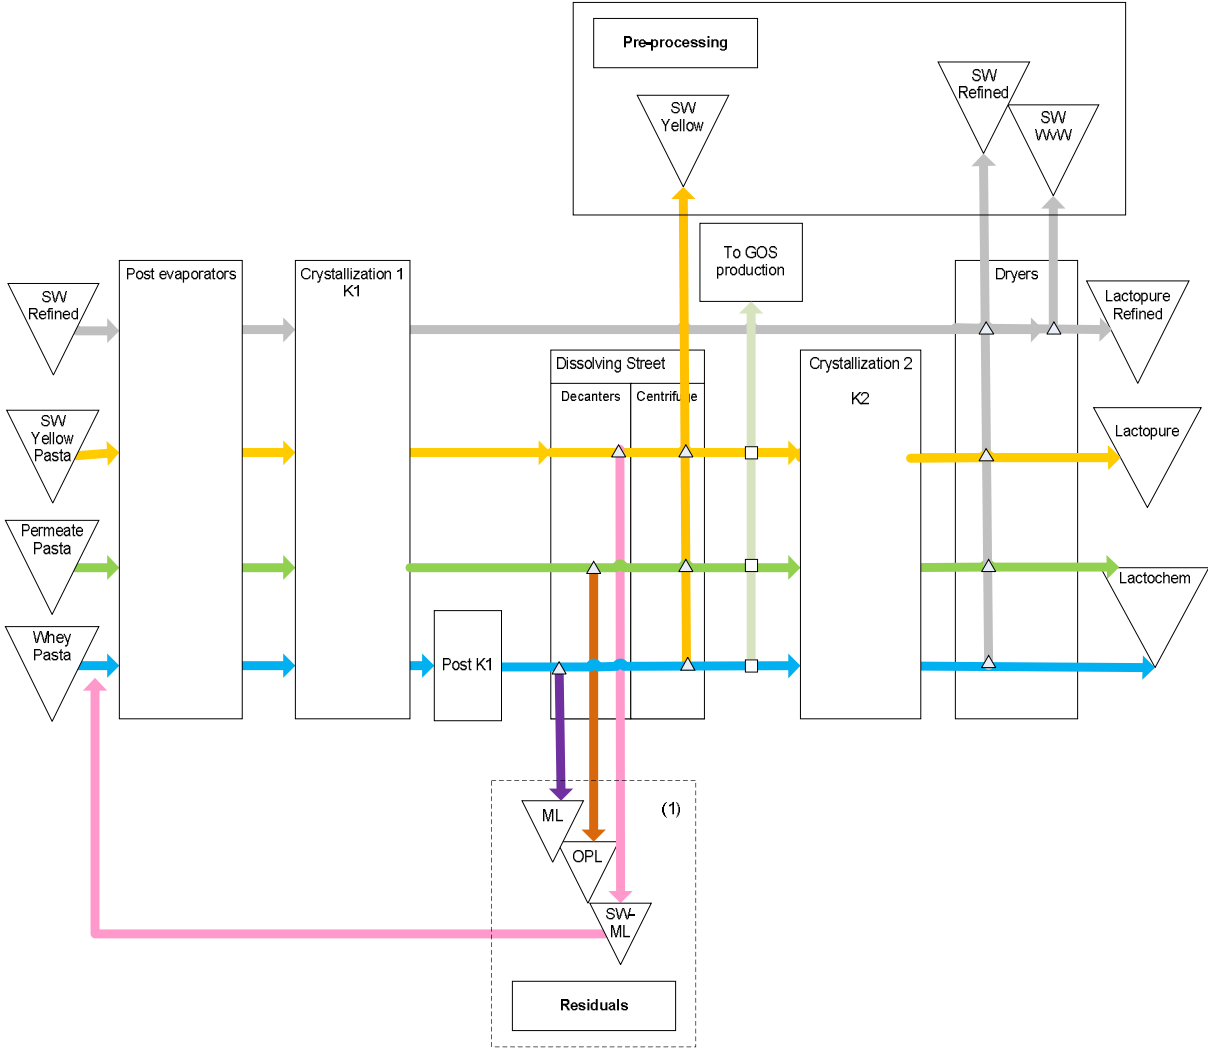 Pre-processing
SW
Yellow
SW
Refined
SW
WvW
To GOS
production
Post evaporators
Crystallization 1
K1
Dryers
SW
Refined
Lactopure
Refined
Dissolving Street
Decanters
Centrifuge
Crystallization 2
K2
SW
Yellow
Pasta
Lactopure
Permeate
Pasta
Lactochem
Whey
Pasta
Post K1
(1)
ML
OPL
SW-
ML
Residuals